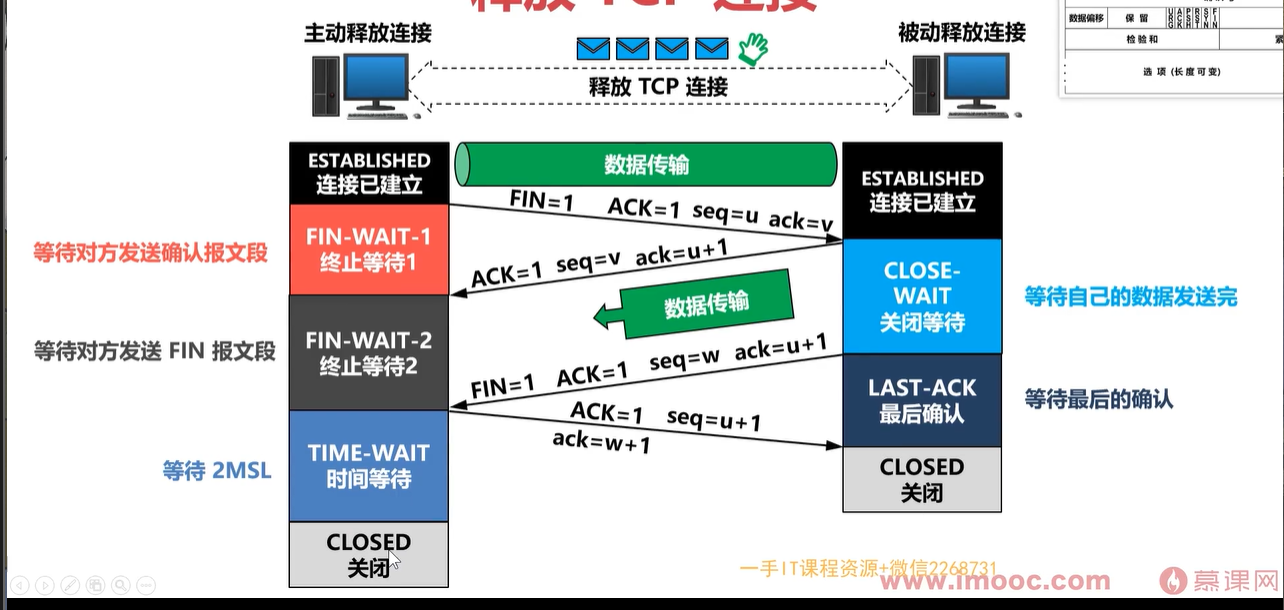 释放 TCP 连接
主动释放连接
被动释放连接
释放 TCP 连接
数据偏移
保 留
U A P R S F
R C S S Y I
G K H T N N
检 验 和
紧
选 项 (长 度 可 变)
ESTABLISHED
连接已建立
数据传输
ESTABLISHED
连接已建立
FIN=1 ACK=1 seq=u ack=v
等待对方发送确认报文段
FIN-WAIT-1
终止等待1
ACK=1 seq=v ack=u+1
CLOSE-
WAIT
关闭等待
等待自己的数据发送完
数据传输
等待对方发送 FIN 报文段
FIN-WAIT-2
终止等待2
FIN=1 ACK=1 seq=w ack=u+1
LAST-ACK
最后确认
等待最后的确认
ACK=1 seq=u+1
ack=w+1
等待 2MSL
TIME-WAIT
时间等待
CLOSED
关闭
CLOSED
关闭
一手IT课程资源+微信2268731
www.imooc.com
慕课网